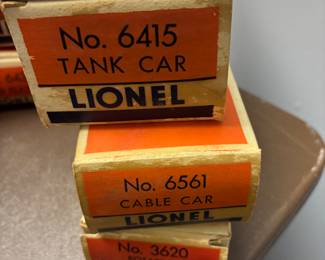 No. 6415
TANK CAR
LIONEL
No. 6561
CABLE CAR
LIONEL
No. 3620